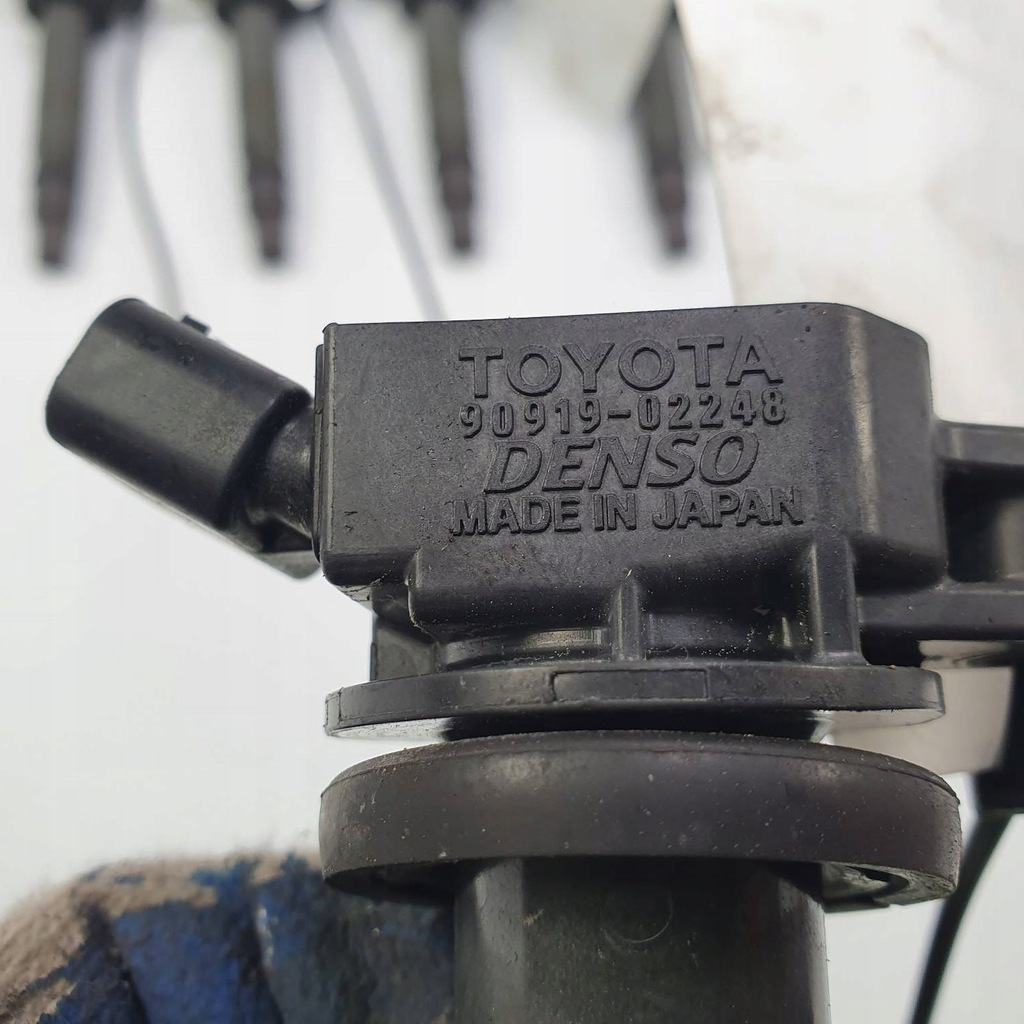 TOYOTA
90919-02248
DENSO
MADE IN JAPAN